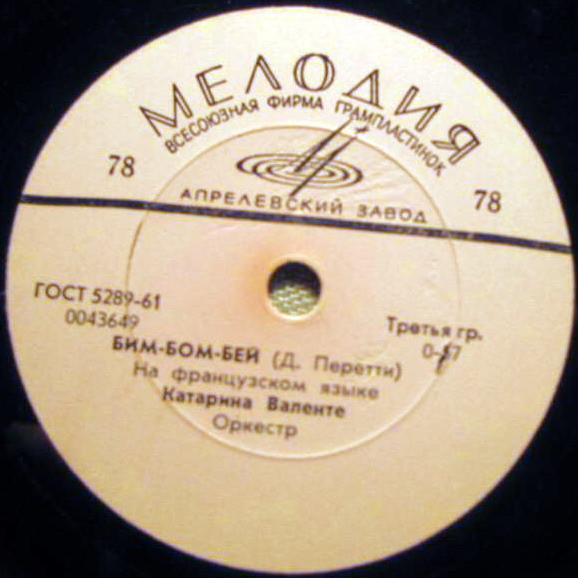 МЕЛОДИЯ
ВСЕСОЮЗНАЯ ФИРМА ГРАМПЛАСТИНОК
78
78
АПРЕЛЕВСКИЙ ЗАВОД
ГОСТ 5289-61
0043649
Третья гр.
БИМ-БОМ-БЕЙ (Д. Перетти)
На французском языке
Катарина Валенте
Оркестр